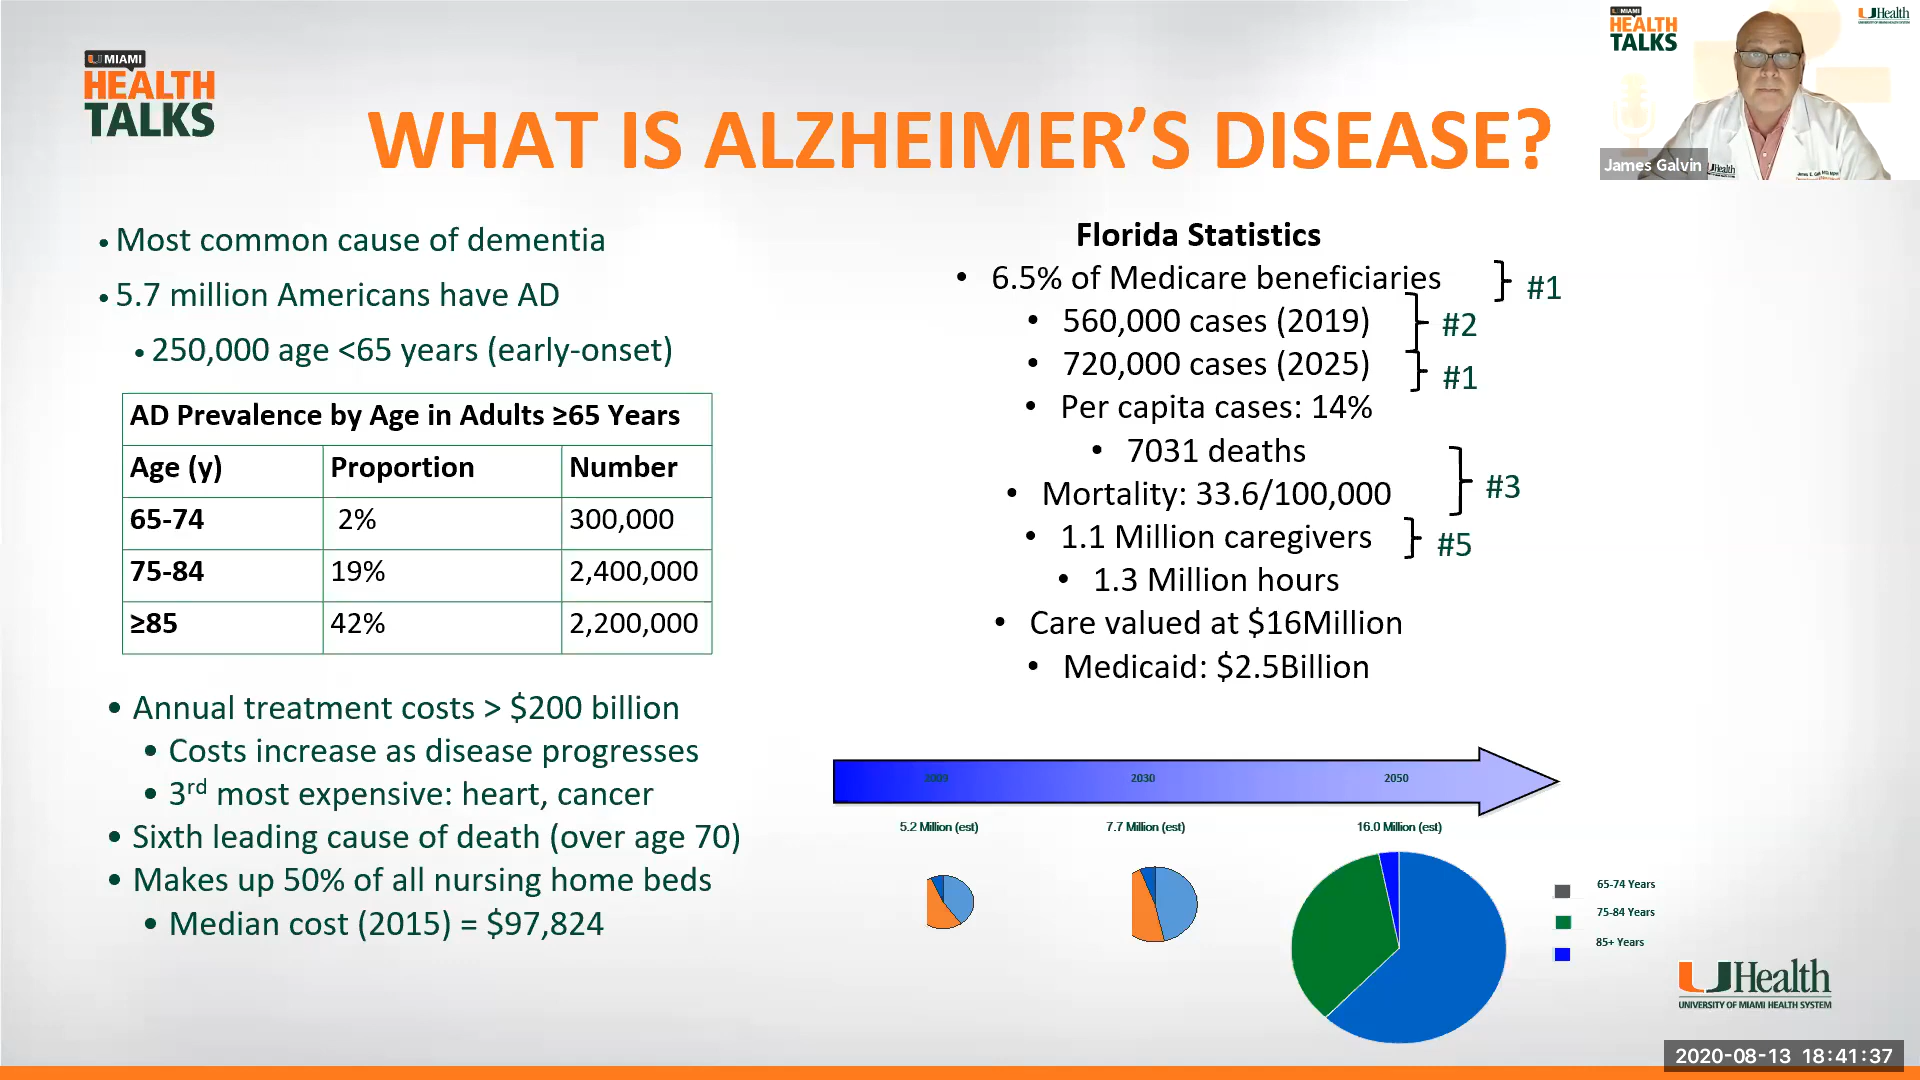 U MIAMI
HEALTH
TALKS
WHAT IS ALZHEIMER'S DISEASE?
• Most common cause of dementia
• 5.7 million Americans have AD
• 250,000 age <65 years (early-onset)
AD Prevalence by Age in Adults ≥65 Years
Age (y) Proportion Number
65-74 2% 300,000
75-84 19% 2,400,000
≥85 42% 2,200,000
• Annual treatment costs > $200 billion
• Costs increase as disease progresses
• 3rd most expensive: heart, cancer
• Sixth leading cause of death (over age 70)
• Makes up 50% of all nursing home beds
• Median cost (2015) = $97,824
Florida Statistics
• 6.5% of Medicare beneficiaries #1
• 560,000 cases (2019) #2
• 720,000 cases (2025) #1
• Per capita cases: 14%
• 7031 deaths
• Mortality: 33.6/100,000 #3
• 1.1 Million caregivers #5
• 1.3 Million hours
• Care valued at $16Million
• Medicaid: $2.5Billion
2030 2050
5.2 Million (est) 7.7 Million (est) 16.0 Million (est)
65-74 Years
75-84 Years
85+ Years
UHealth
UNIVERSITY OF MIAMI HEALTH SYSTEM
U MIAMI
HEALTH
TALKS
UHealth
UNIVERSITY OF MIAMI HEALTH SYSTEM
James Galvin
UHealth
2020-08-13 18:41:37